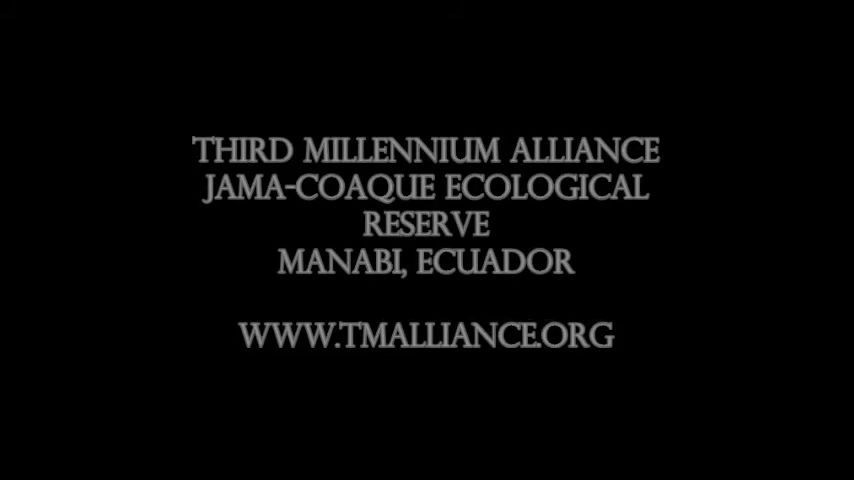 THIRD MILLENNIUM ALLIANCE
JAMA-COAQUE ECOLOGICAL
RESERVE
MANABI, ECUADOR
WWW.TMALLIANCE.ORG